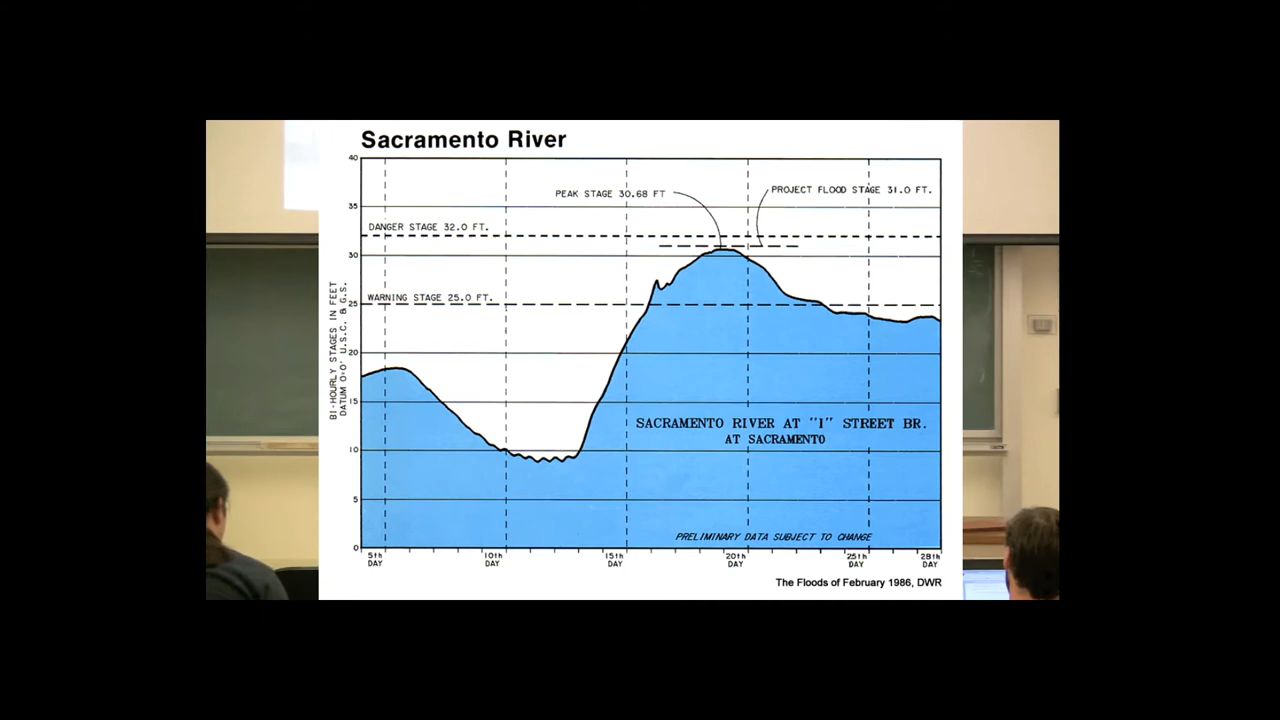 Sacramento River
40
PEAK STAGE 30.68 FT
PROJECT FLOOD STAGE 31.0 FT.
35
DANGER STAGE 32.0 FT.
30
WARNING STAGE 25.0 FT.
25
BI-HOURLY STAGES IN FEET
DATUM 0.0' U.S.C. & G.S.
20
15
SACRAMENTO RIVER AT "I" STREET BR.
AT SACRAMENTO
10
5
PRELIMINARY DATA SUBJECT TO CHANGE
0
5th DAY
10th DAY
15th DAY
20th DAY
25th DAY
28th DAY
The Floods of February 1986, DWR